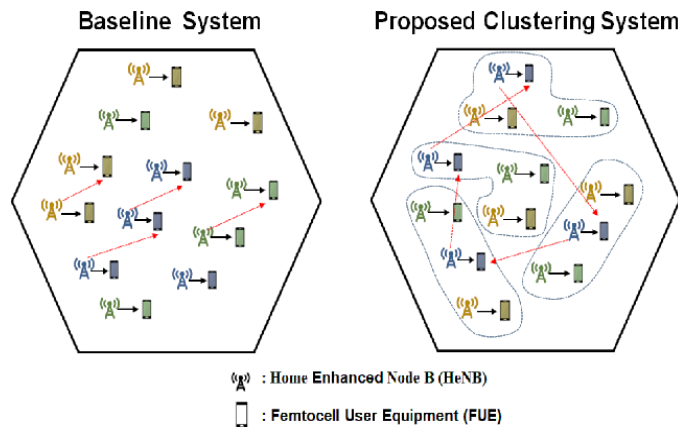 Baseline System
Proposed Clustering System
: Home Enhanced Node B (HeNB)
: Femtocell User Equipment (FUE)